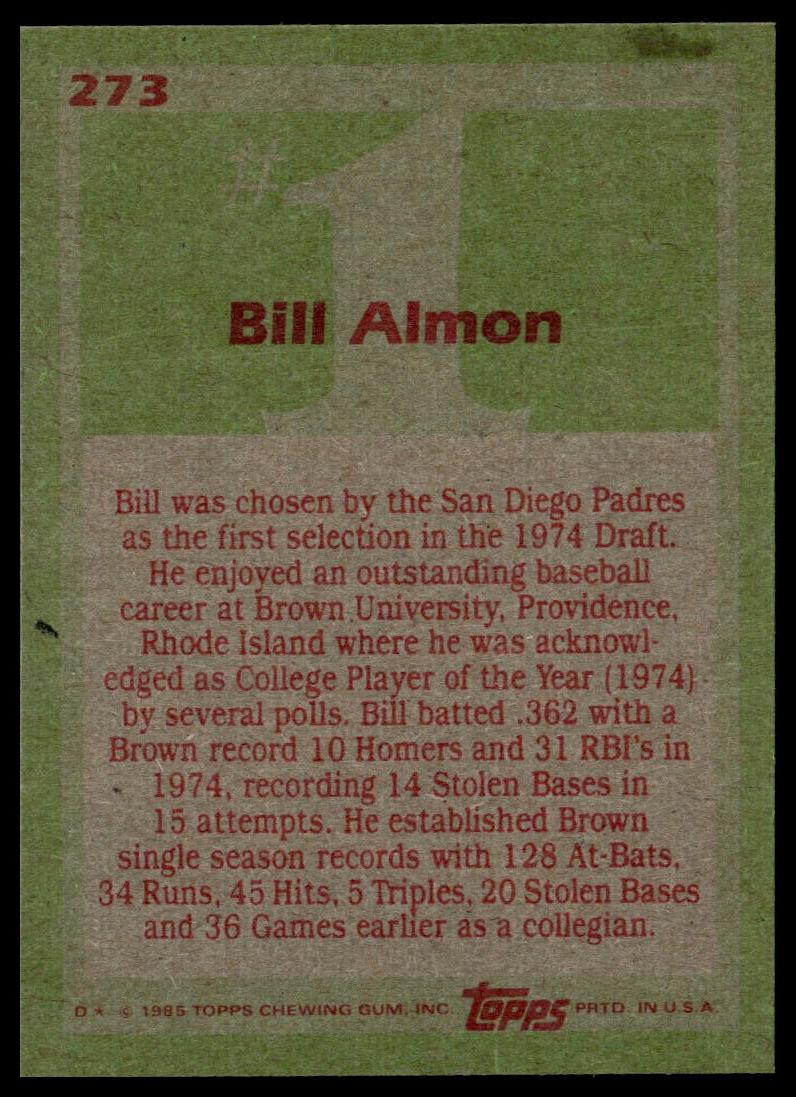 273
#1
Bill Almon
Bill was chosen by the San Diego Padres
as the first selection in the 1974 Draft.
He enjoyed an outstanding baseball
career at Brown University, Providence,
Rhode Island where he was acknowl-
edged as College Player of the Year (1974)
by several polls. Bill batted .362 with a
Brown record 10 Homers and 31 RBI's in
1974, recording 14 Stolen Bases in
15 attempts. He established Brown
single season records with 128 At-Bats,
34 Runs, 45 Hits, 5 Triples, 20 Stolen Bases
and 36 Games earlier as a collegian.
D* © 1985 TOPPS CHEWING GUM, INC. topps PRTD. IN U.S.A.